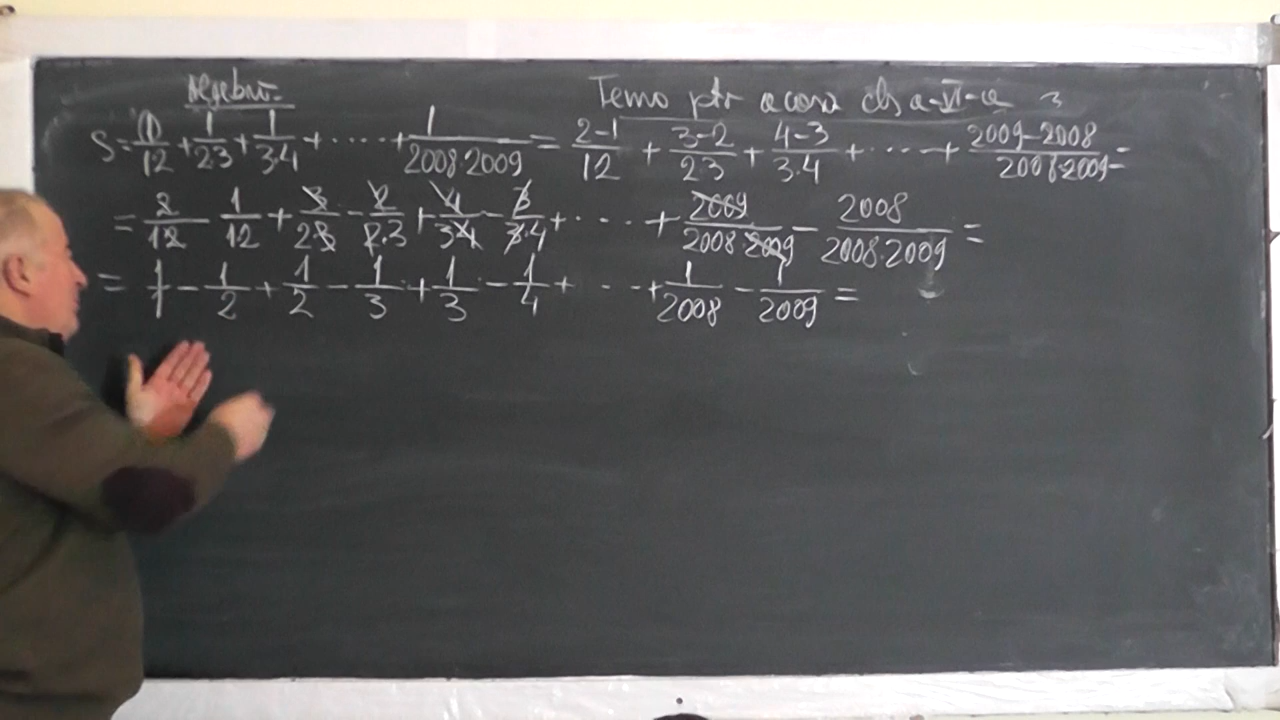 Algebră. Temă ptr acasă cls a-VI-a
S = 1/1·2 + 1/2·3 + 1/3·4 + ..... + 1/2008·2009 = 2-1/1·2 + 3-2/2·3 + 4-3/3·4 + ..... + 2009-2008/2008·2009 =
= 2/1·2 - 1/1·2 + 3/2·3 - 2/2·3 + 4/3·4 - 3/3·4 + .... + 2009/2008·2009 - 2008/2008·2009 =
= 1/1 - 1/2 + 1/2 - 1/3 + 1/3 - 1/4 + ... + 1/2008 - 1/2009 =